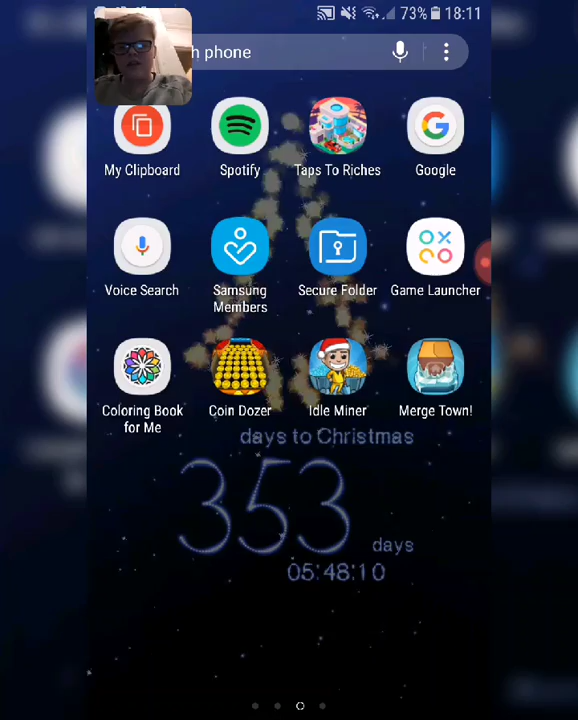 73% 18:11
h phone
My Clipboard
Spotify
Taps To Riches
Google
Voice Search
Samsung
Members
Secure Folder
Game Launcher
Coloring Book
for Me
Coin Dozer
Idle Miner
Merge Town!
days to Christmas
353
days
05:48:10